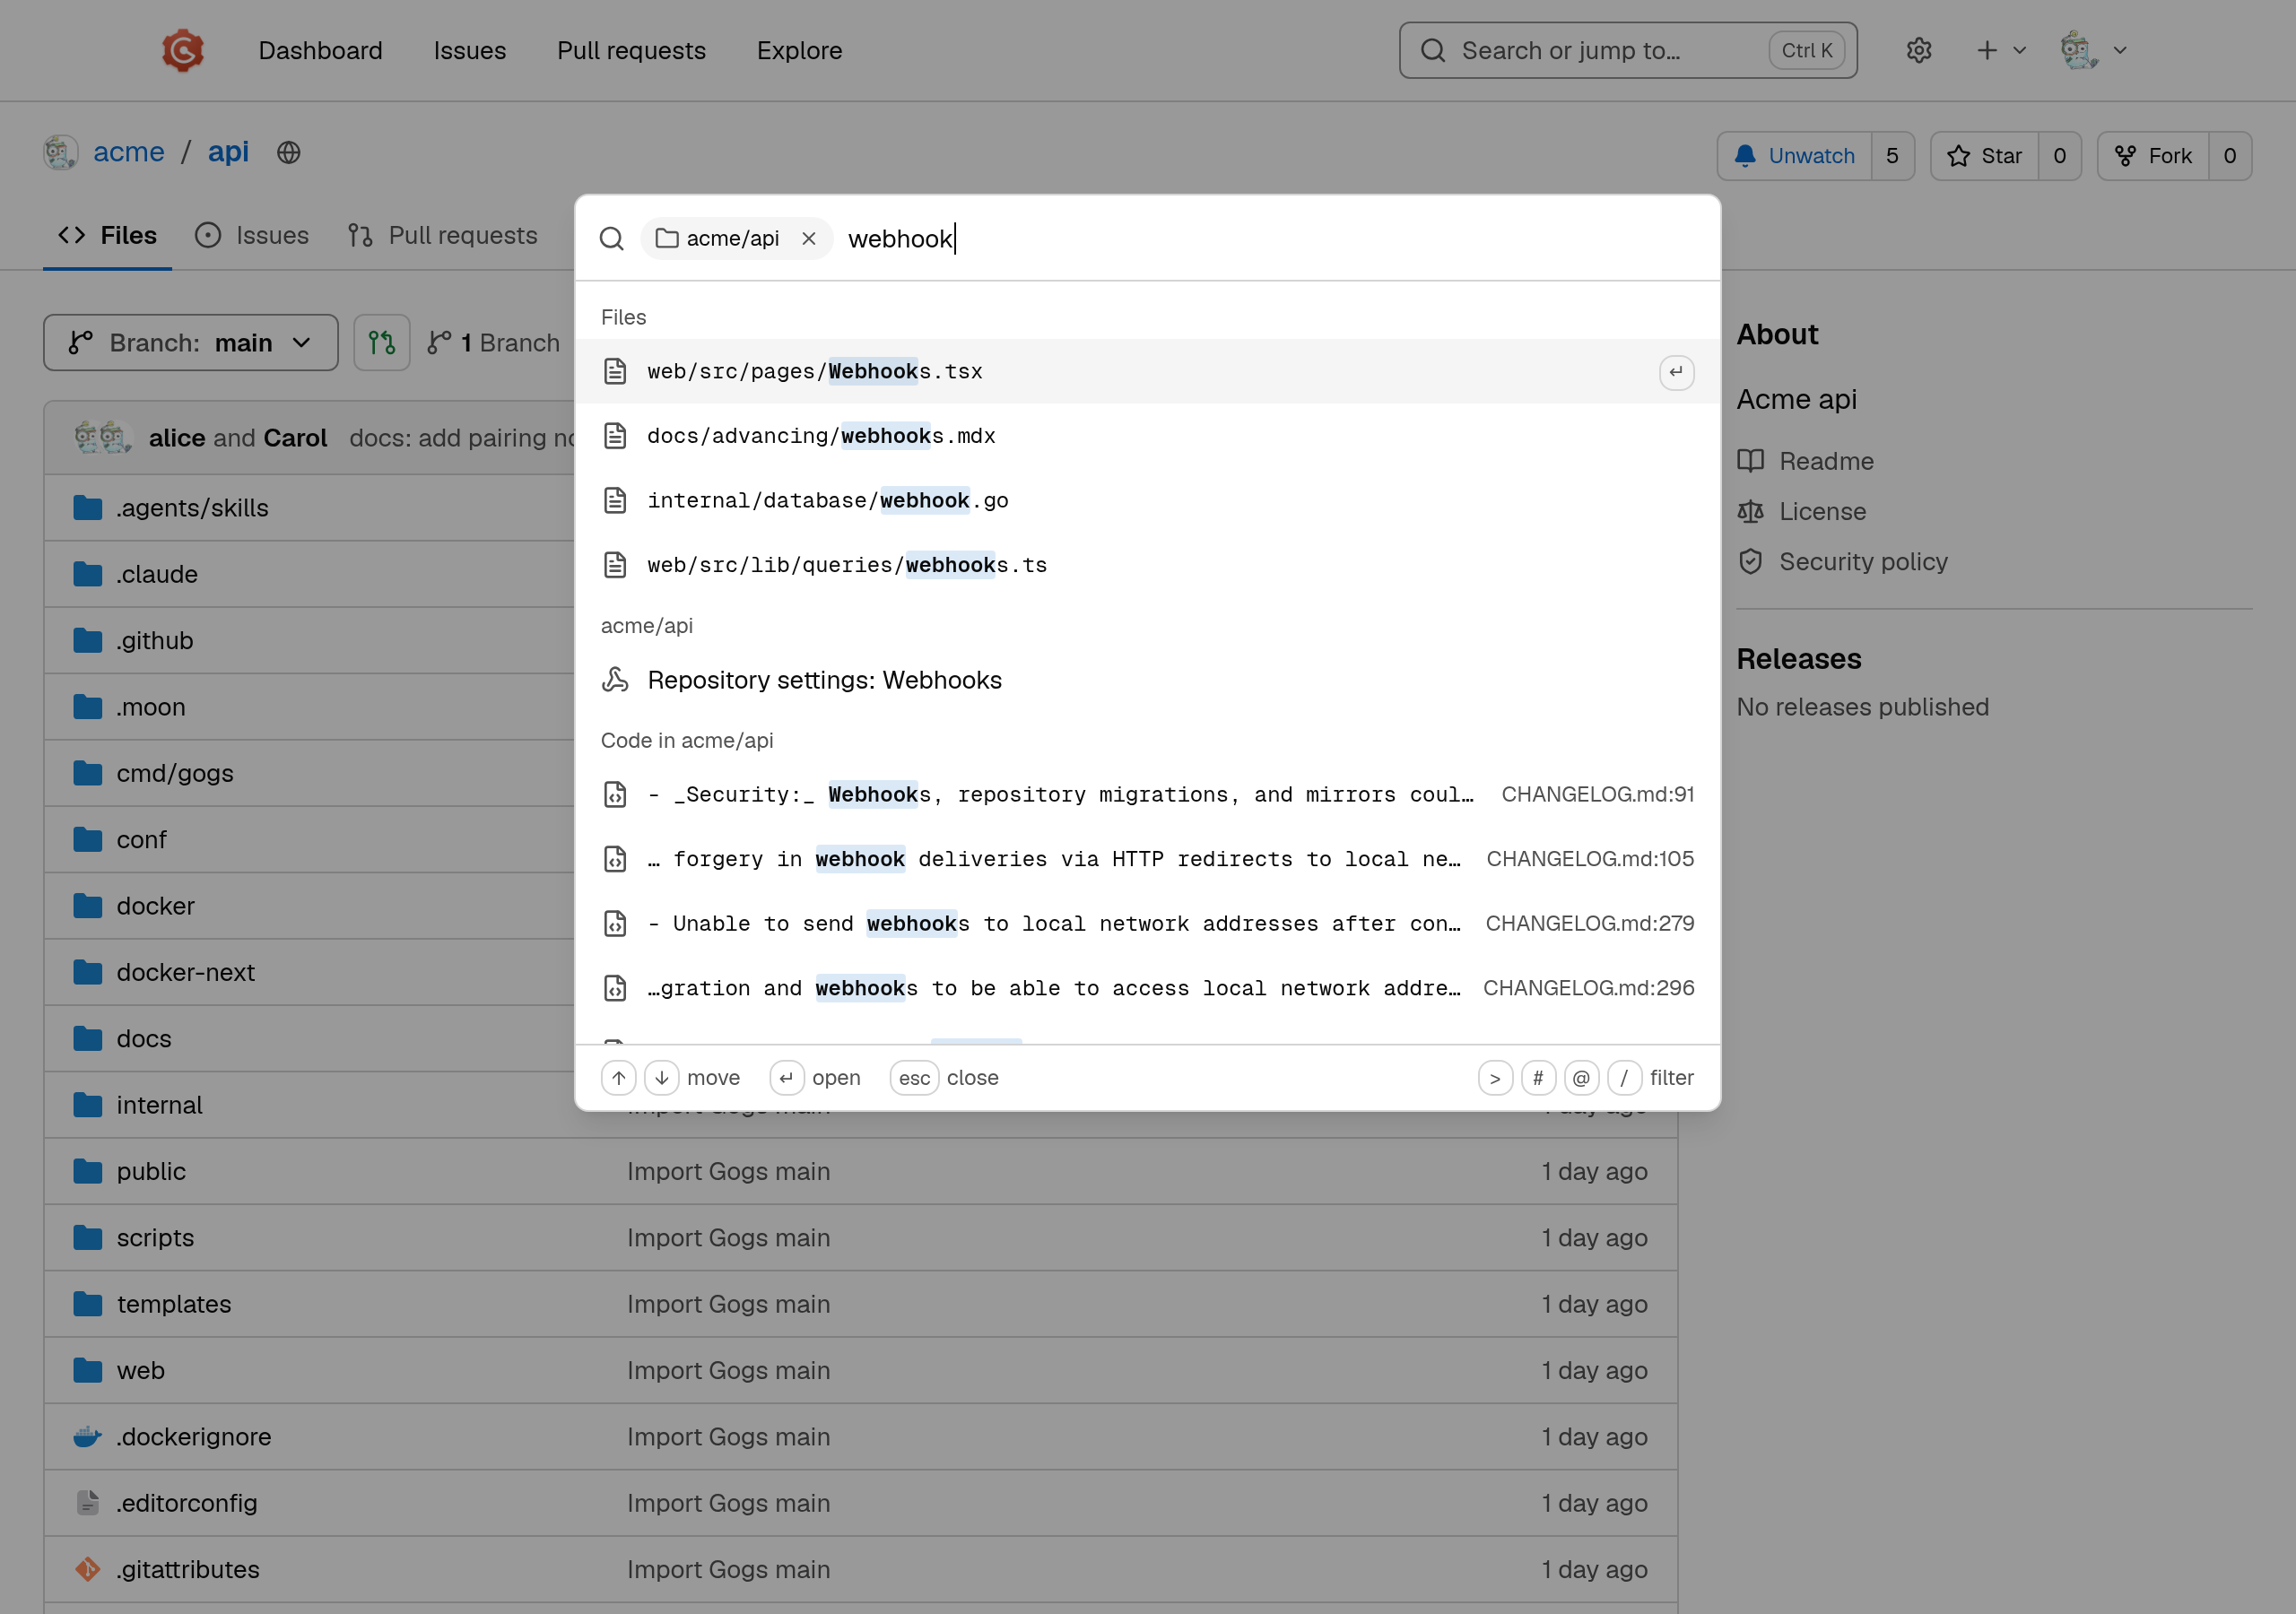 Dashboard Issues Pull requests Explore Search or jump to... Ctrl K
acme / api Unwatch 5 Star 0 Fork 0
Files Issues Pull requests
acme/api webhook
Files
web/src/pages/Webhooks.tsx
docs/advancing/webhooks.mdx
internal/database/webhook.go
web/src/lib/queries/webhooks.ts
acme/api
Repository settings: Webhooks
Code in acme/api
- _Security:_ Webhooks, repository migrations, and mirrors coul… CHANGELOG.md:91
… forgery in webhook deliveries via HTTP redirects to local ne… CHANGELOG.md:105
- Unable to send webhooks to local network addresses after con… CHANGELOG.md:279
…gration and webhooks to be able to access local network addre… CHANGELOG.md:296
↑ ↓ move ↵ open esc close > # @ / filter
Branch: main 1 Branch
alice and Carol docs: add pairing
.agents/skills
.claude
.github
.moon
cmd/gogs
conf
docker
docker-next
docs
internal 1 day ago
public Import Gogs main 1 day ago
scripts Import Gogs main 1 day ago
templates Import Gogs main 1 day ago
web Import Gogs main 1 day ago
.dockerignore Import Gogs main 1 day ago
.editorconfig Import Gogs main 1 day ago
.gitattributes Import Gogs main 1 day ago
About
Acme api
Readme
License
Security policy
Releases
No releases published